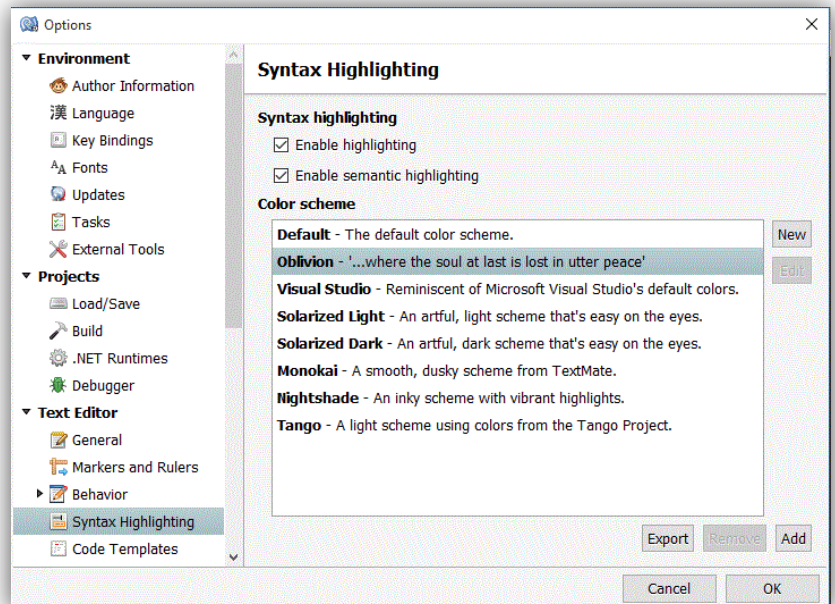 Options
Environment
Author Information
漢 Language
Key Bindings
AA Fonts
Updates
Tasks
External Tools
Projects
Load/Save
Build
.NET Runtimes
Debugger
Text Editor
General
Markers and Rulers
Behavior
Syntax Highlighting
Code Templates
Syntax Highlighting
Syntax highlighting
Enable highlighting
Enable semantic highlighting
Color scheme
Default - The default color scheme.
Oblivion - '...where the soul at last is lost in utter peace'
Visual Studio - Reminiscent of Microsoft Visual Studio's default colors.
Solarized Light - An artful, light scheme that's easy on the eyes.
Solarized Dark - An artful, dark scheme that's easy on the eyes.
Monokai - A smooth, dusky scheme from TextMate.
Nightshade - An inky scheme with vibrant highlights.
Tango - A light scheme using colors from the Tango Project.
New
Edit
Export Remove Add
Cancel OK